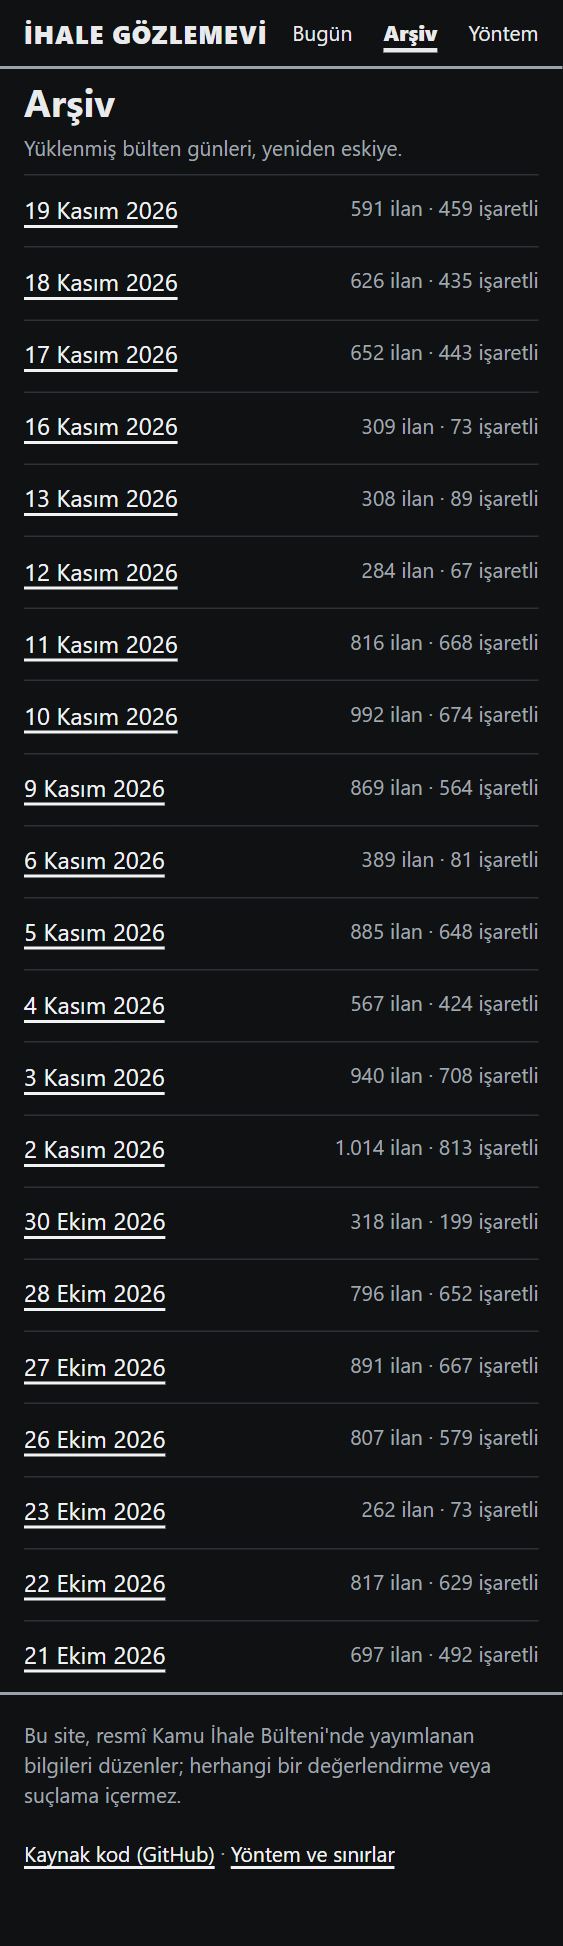 İHALE GÖZLEMEVİ Bugün Arşiv Yöntem
Arşiv
Yüklenmiş bülten günleri, yeniden eskiye.
19 Kasım 2026 591 ilan · 459 işaretli
18 Kasım 2026 626 ilan · 435 işaretli
17 Kasım 2026 652 ilan · 443 işaretli
16 Kasım 2026 309 ilan · 73 işaretli
13 Kasım 2026 308 ilan · 89 işaretli
12 Kasım 2026 284 ilan · 67 işaretli
11 Kasım 2026 816 ilan · 668 işaretli
10 Kasım 2026 992 ilan · 674 işaretli
9 Kasım 2026 869 ilan · 564 işaretli
6 Kasım 2026 389 ilan · 81 işaretli
5 Kasım 2026 885 ilan · 648 işaretli
4 Kasım 2026 567 ilan · 424 işaretli
3 Kasım 2026 940 ilan · 708 işaretli
2 Kasım 2026 1.014 ilan · 813 işaretli
30 Ekim 2026 318 ilan · 199 işaretli
28 Ekim 2026 796 ilan · 652 işaretli
27 Ekim 2026 891 ilan · 667 işaretli
26 Ekim 2026 807 ilan · 579 işaretli
23 Ekim 2026 262 ilan · 73 işaretli
22 Ekim 2026 817 ilan · 629 işaretli
21 Ekim 2026 697 ilan · 492 işaretli
Bu site, resmî Kamu İhale Bülteni'nde yayımlanan
bilgileri düzenler; herhangi bir değerlendirme veya
suçlama içermez.
Kaynak kod (GitHub) · Yöntem ve sınırlar